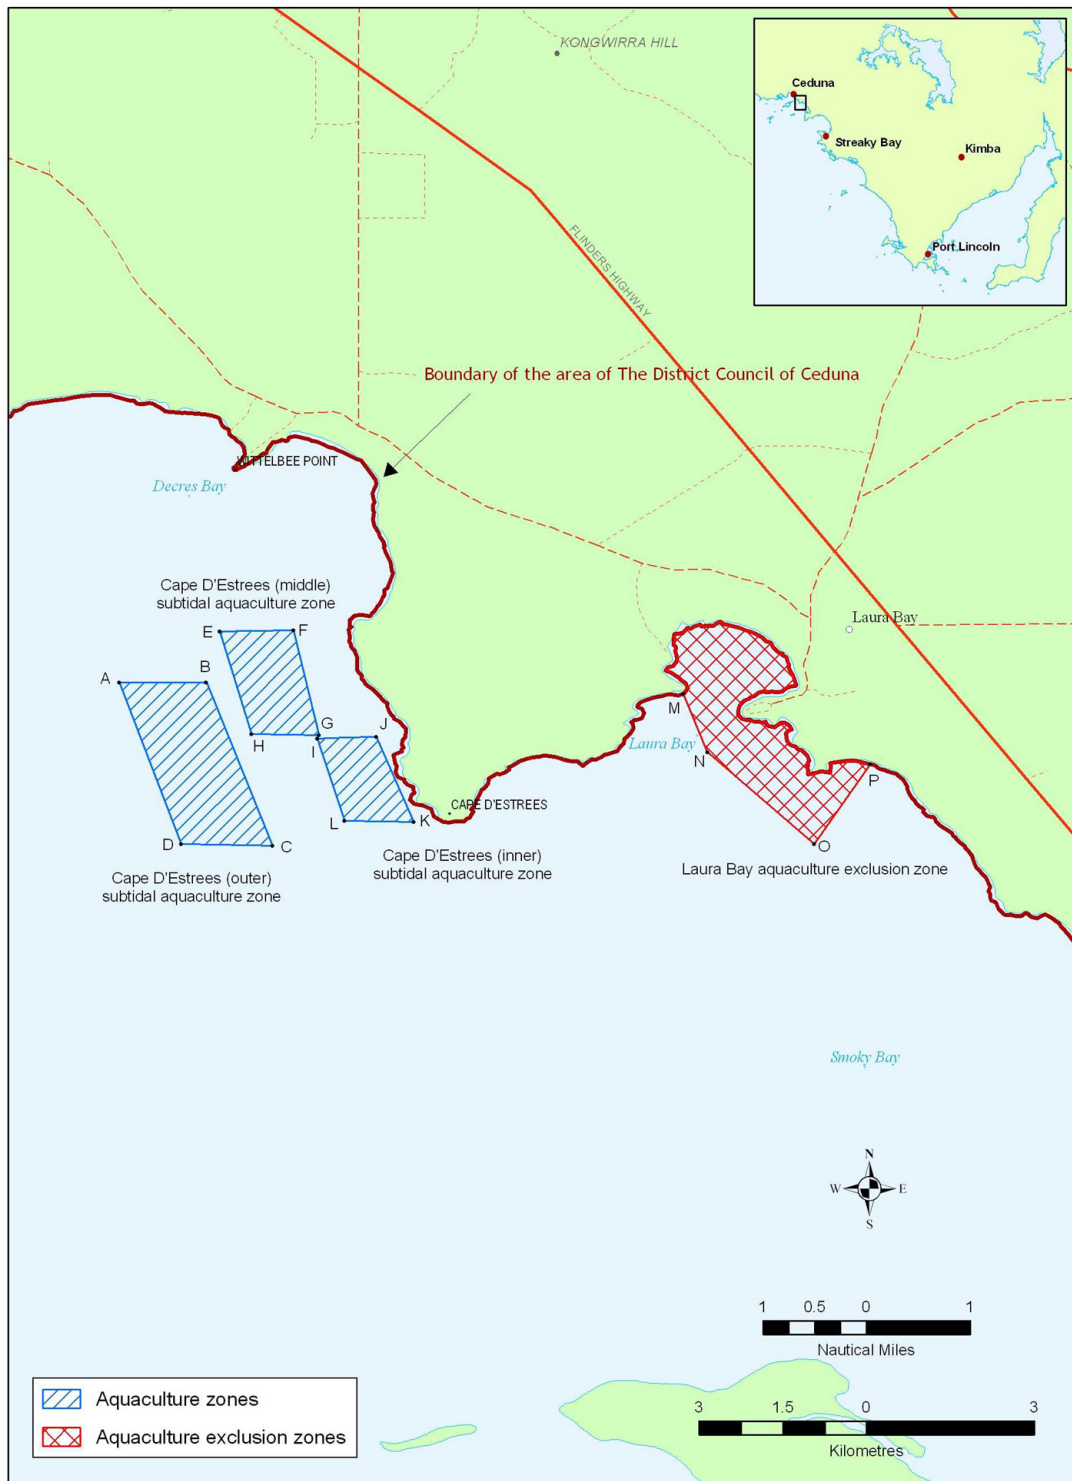 KONGWIRRA HILL
Ceduna
Streaky Bay
Kimba
Port Lincoln
FLINDERS HIGHWAY
Boundary of the area of The District Council of Ceduna
WITTELBEE POINT
Decres Bay
Cape D'Estrees (middle)
subtidal aquaculture zone
E
F
Laura Bay
A
B
M
G
J
H
I
Laura Bay
N
P
CAPE D'ESTREES
L
K
D
C
O
Cape D'Estrees (inner)
subtidal aquaculture zone
Laura Bay aquaculture exclusion zone
Cape D'Estrees (outer)
subtidal aquaculture zone
Smoky Bay
N
W
E
S
1 0.5 0 1
Nautical Miles
Aquaculture zones
Aquaculture exclusion zones
3 1.5 0 3
Kilometres